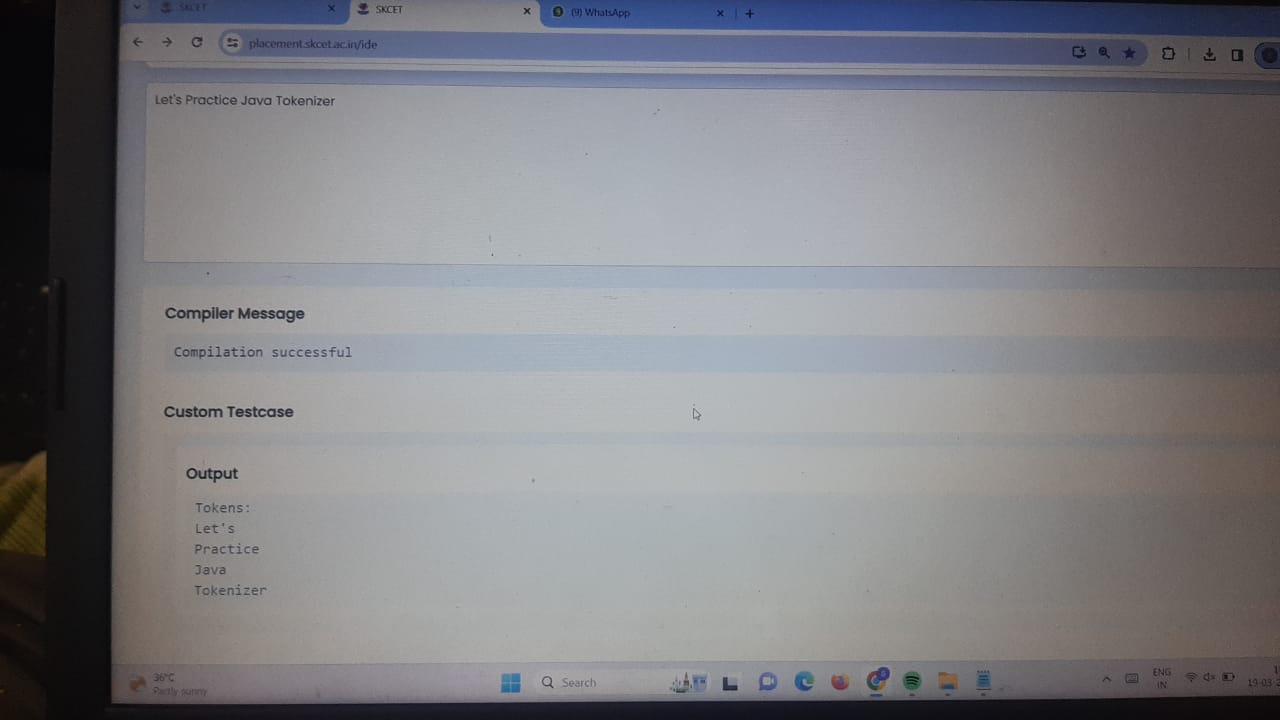 SKCET
SKCET
(9) WhatsApp
placement.skcet.ac.in/ide
Let's Practice Java Tokenizer
Compiler Message
Compilation successful
Custom Testcase
Output
Tokens:
Let's
Practice
Java
Tokenizer
36°C
Partly sunny
Search
ENG
IN
19-03-